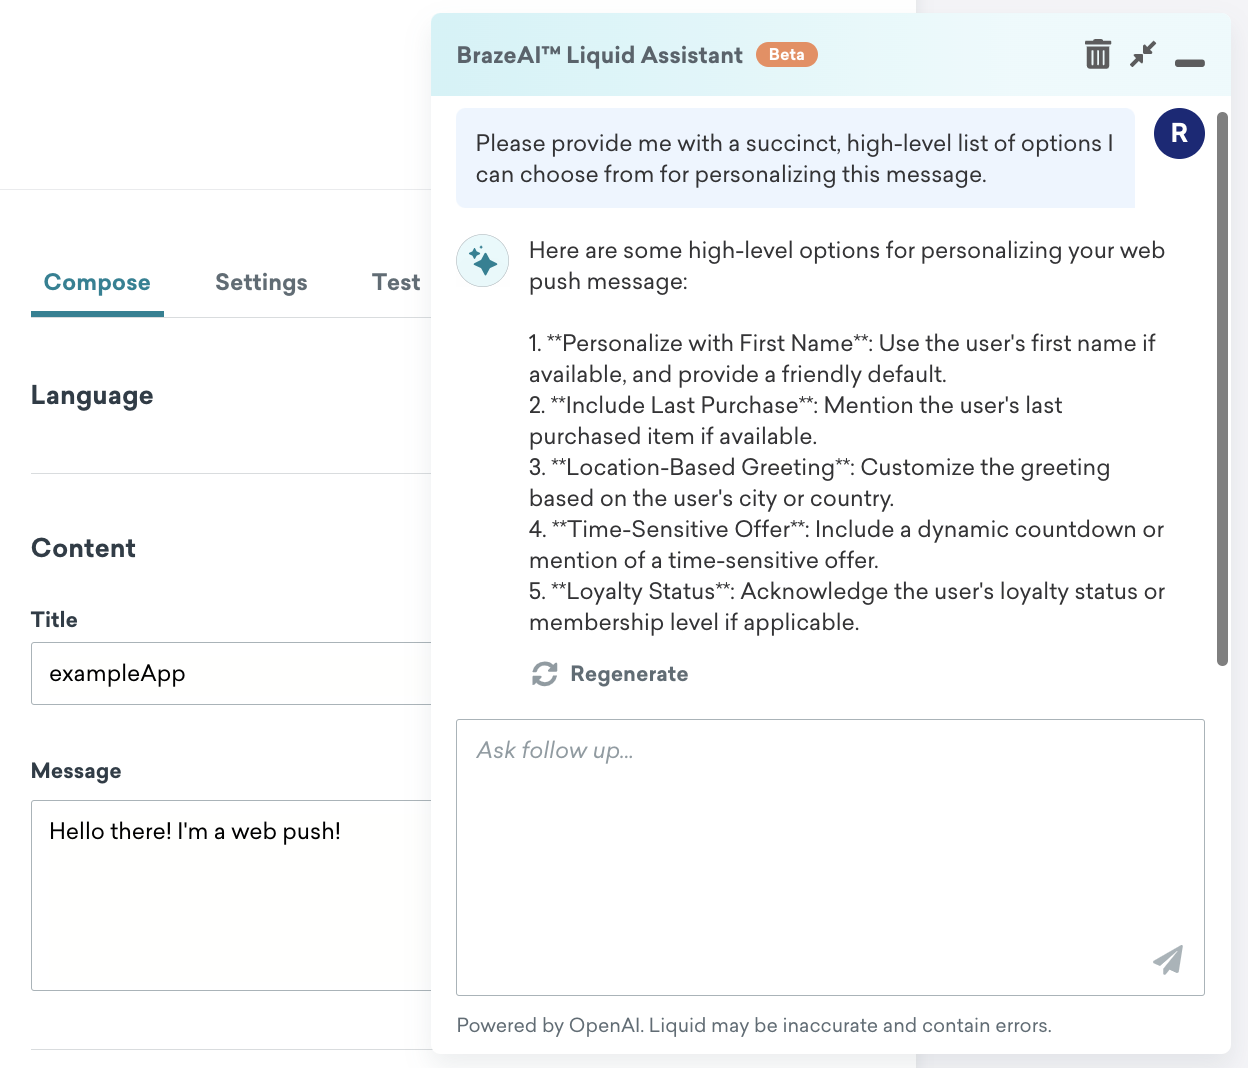 Compose
Settings
Test
Language
Content
Title
exampleApp
Message
Hello there! I'm a web push!
BrazeAI™ Liquid Assistant
Beta
Please provide me with a succinct, high-level list of options I
can choose from for personalizing this message.
R
Here are some high-level options for personalizing your web
push message:
1. **Personalize with First Name**: Use the user's first name if
available, and provide a friendly default.
2. **Include Last Purchase**: Mention the user's last
purchased item if available.
3. **Location-Based Greeting**: Customize the greeting
based on the user's city or country.
4. **Time-Sensitive Offer**: Include a dynamic countdown or
mention of a time-sensitive offer.
5. **Loyalty Status**: Acknowledge the user's loyalty status or
membership level if applicable.
Regenerate
Ask follow up...
Powered by OpenAI. Liquid may be inaccurate and contain errors.